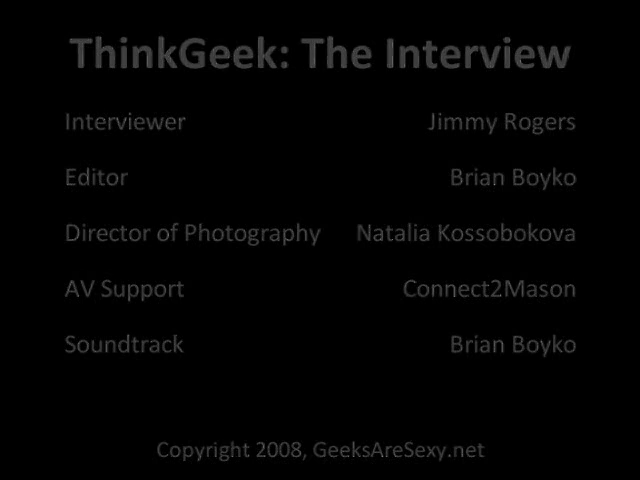 ThinkGeek: The Interview
Interviewer Jimmy Rogers
Editor Brian Boyko
Director of Photography Natalia Kossobokova
AV Support Connect2Mason
Soundtrack Brian Boyko
Copyright 2008, GeeksAreSexy.net